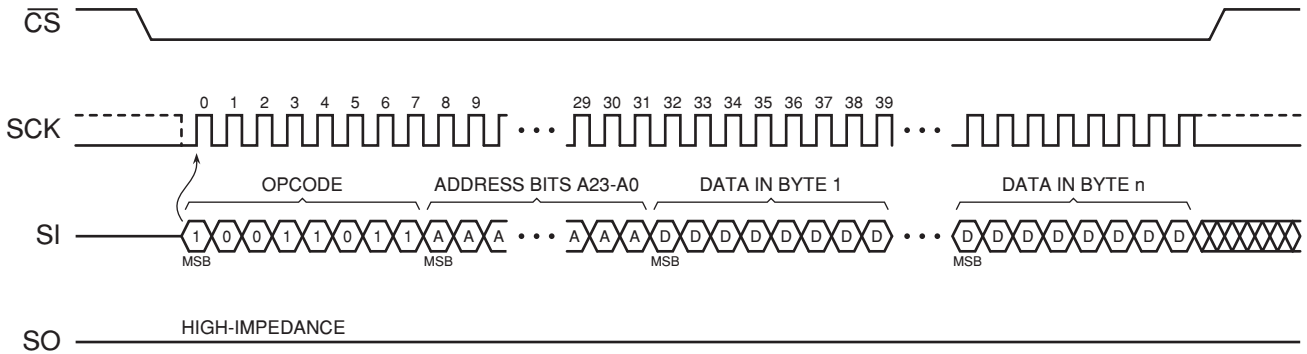 CS
0 1 2 3 4 5 6 7 8 9 29 30 31 32 33 34 35 36 37 38 39
SCK
OPCODE ADDRESS BITS A23-A0 DATA IN BYTE 1 DATA IN BYTE n
SI 1 0 0 1 1 0 1 1 A A A A A A D D D D D D D D D D D D D D D D
MSB MSB MSB MSB
HIGH-IMPEDANCE
SO